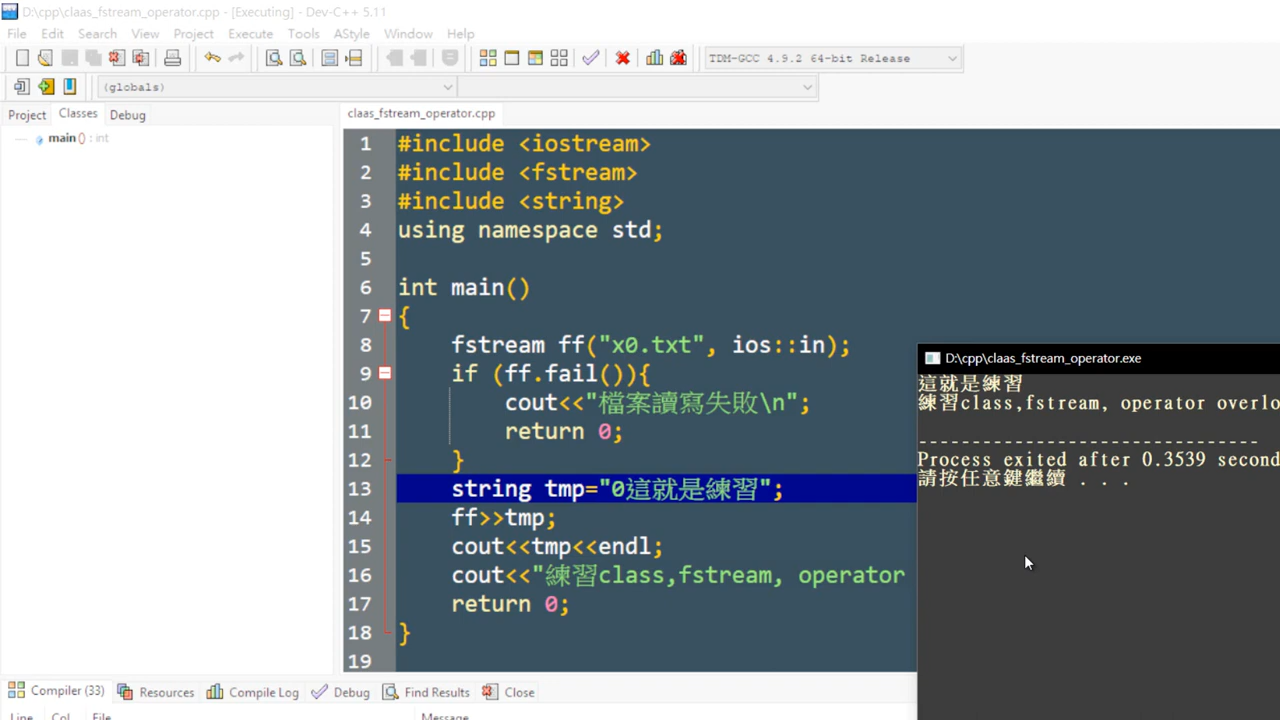 D:\cpp\claas_fstream_operator.cpp - [Executing] - Dev-C++ 5.11
File Edit Search View Project Execute Tools AStyle Window Help
TDM-GCC 4.9.2 64-bit Release
(globals)
Project Classes Debug
claas_fstream_operator.cpp
main() : int
1 #include <iostream>
2 #include <fstream>
3 #include <string>
4 using namespace std;
5
6 int main()
7 {
8 fstream ff("x0.txt", ios::in);
9 if (ff.fail()){
10 cout<<"檔案讀寫失敗\n";
11 return 0;
12 }
13 string tmp="0這就是練習";
14 ff>>tmp;
15 cout<<tmp<<endl;
16 cout<<"練習class,fstream, operator
17 return 0;
18 }
19
D:\cpp\claas_fstream_operator.exe
這就是練習
練習class,fstream, operator overlo
--------------------------------
Process exited after 0.3539 second
請按任意鍵繼續 . . .
Compiler (33) Resources Compile Log Debug Find Results Close
Line Col. File Message